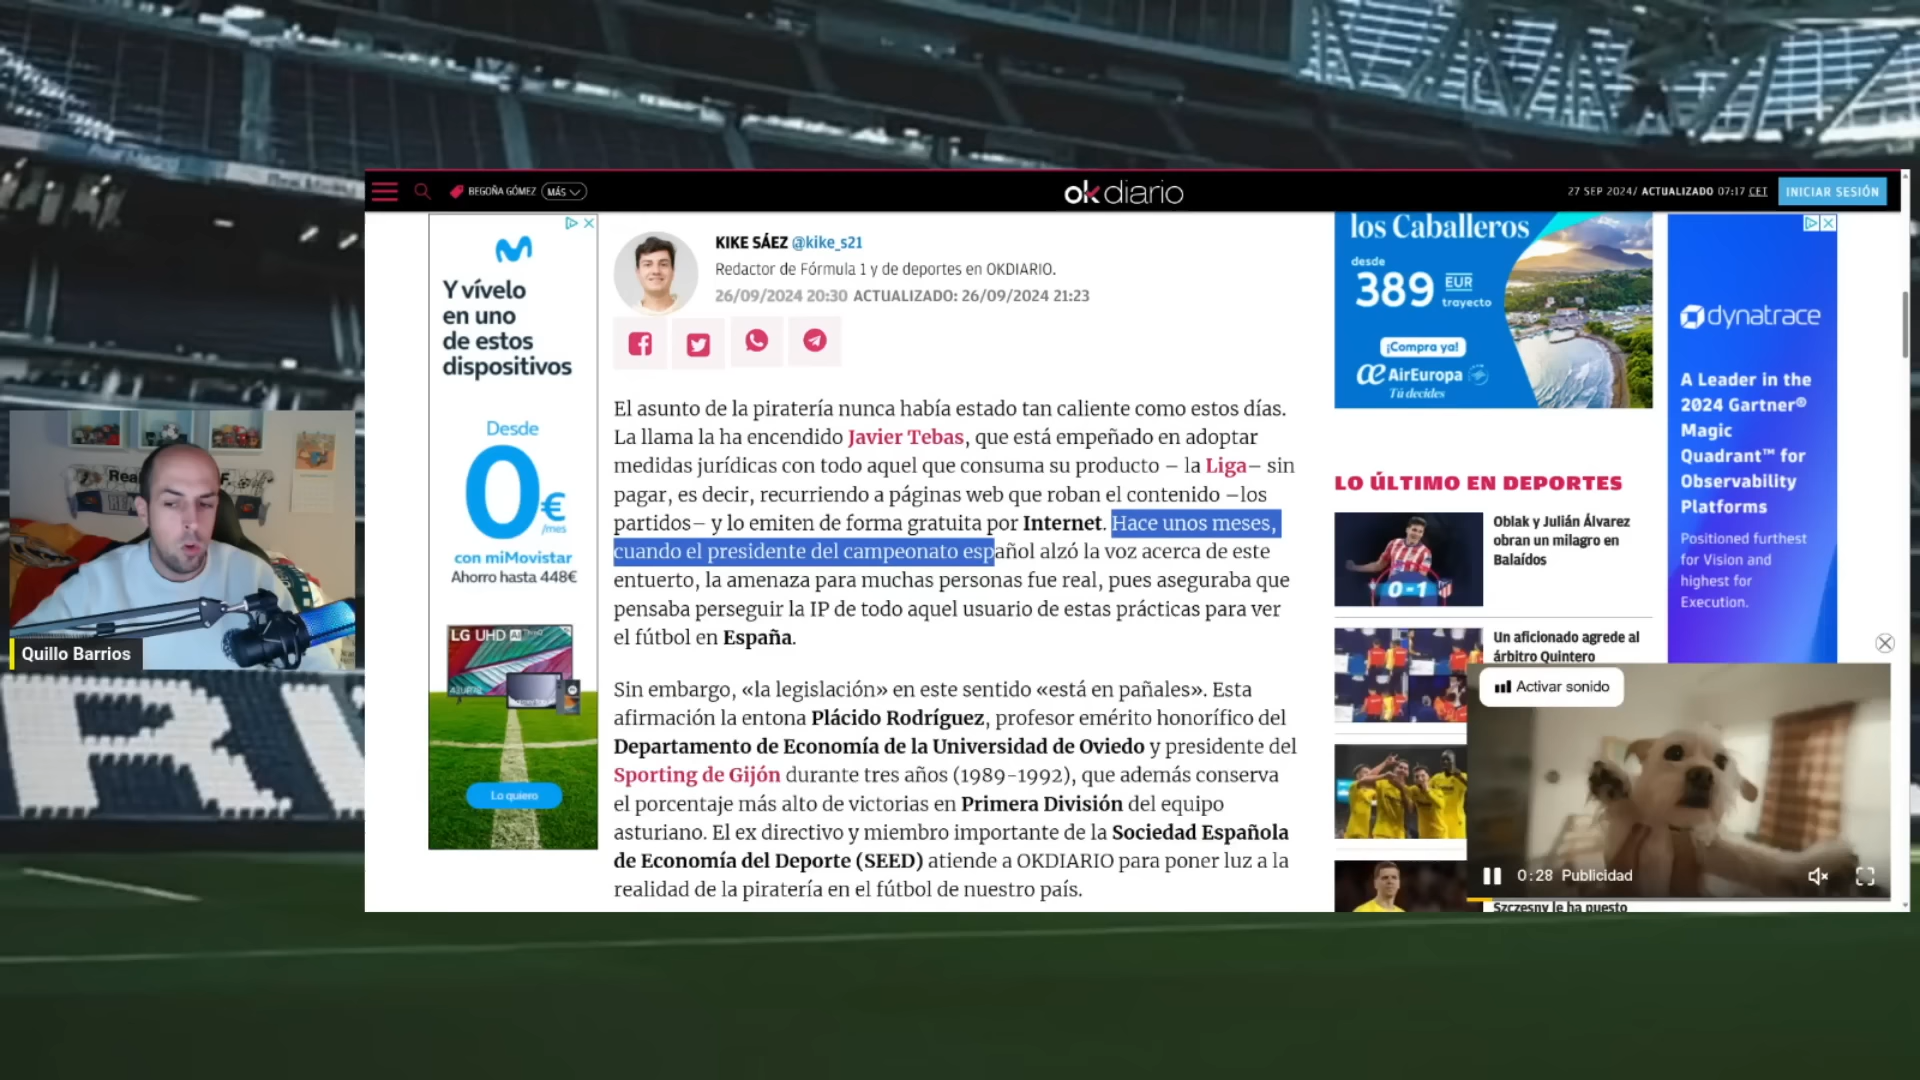 BEGOÑA GÓMEZ MÁS
okdiario
27 SEP 2024/ ACTUALIZADO 07:17 CET
INICIAR SESIÓN
Y vívelo
en uno
de estos
dispositivos
Desde
0€
/mes
con miMovistar
Ahorro hasta 448€
LG UHD AI ThinQ
Lo quiero
KIKE SÁEZ @kike_s21
Redactor de Fórmula 1 y de deportes en OKDIARIO.
26/09/2024 20:30 ACTUALIZADO: 26/09/2024 21:23
El asunto de la piratería nunca había estado tan caliente como estos días.
La llama la ha encendido Javier Tebas, que está empeñado en adoptar
medidas jurídicas con todo aquel que consuma su producto – la Liga– sin
pagar, es decir, recurriendo a páginas web que roban el contenido –los
partidos– y lo emiten de forma gratuita por Internet. Hace unos meses,
cuando el presidente del campeonato español alzó la voz acerca de este
entuerto, la amenaza para muchas personas fue real, pues aseguraba que
pensaba perseguir la IP de todo aquel usuario de estas prácticas para ver
el fútbol en España.
Sin embargo, «la legislación» en este sentido «está en pañales». Esta
afirmación la entona Plácido Rodríguez, profesor emérito honorífico del
Departamento de Economía de la Universidad de Oviedo y presidente del
Sporting de Gijón durante tres años (1989-1992), que además conserva
el porcentaje más alto de victorias en Primera División del equipo
asturiano. El ex directivo y miembro importante de la Sociedad Española
de Economía del Deporte (SEED) atiende a OKDIARIO para poner luz a la
realidad de la piratería en el fútbol de nuestro país.
los Caballeros
desde
389 EUR
trayecto
¡Compra ya!
AirEuropa
Tú decides
LO ÚLTIMO EN DEPORTES
Oblak y Julián Álvarez
obran un milagro en
Balaídos
0-1
Un aficionado agrede al
árbitro Quintero
Szczesny le ha puesto
dynatrace
A Leader in the
2024 Gartner®
Magic
Quadrant™ for
Observability
Platforms
Positioned furthest
for Vision and
highest for
Execution.
Activar sonido
0:28 Publicidad
Quillo Barrios